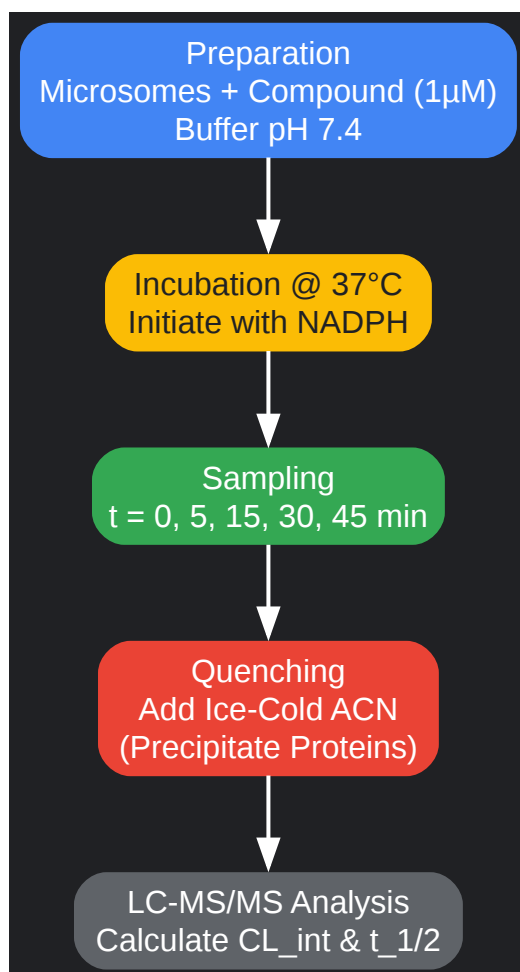 Preparation
Microsomes + Compound (1µM)
Buffer pH 7.4
Incubation @ 37°C
Initiate with NADPH
Sampling
t = 0, 5, 15, 30, 45 min
Quenching
Add Ice-Cold ACN
(Precipitate Proteins)
LC-MS/MS Analysis
Calculate CL_int & t_1/2